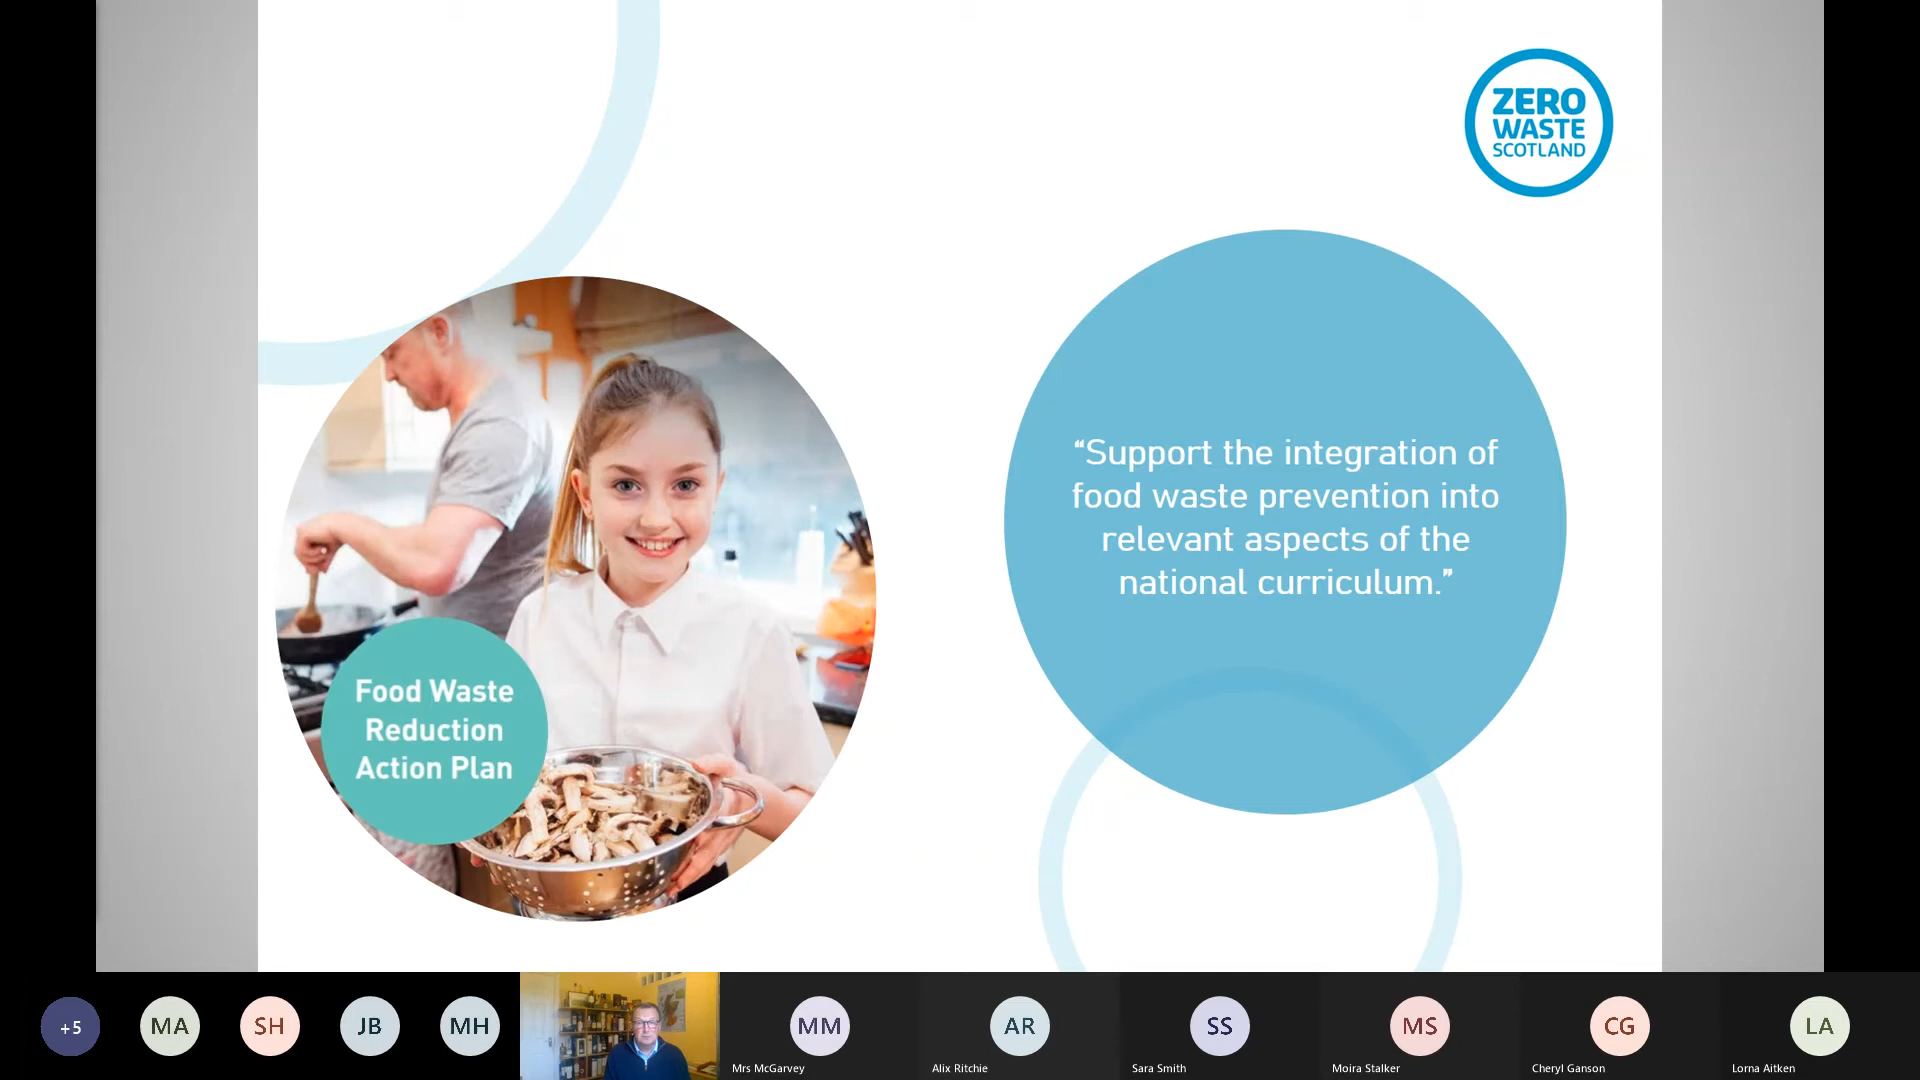 ZERO
WASTE
SCOTLAND
“Support the integration of
food waste prevention into
relevant aspects of the
national curriculum.”
Food Waste
Reduction
Action Plan
+5
MA
SH
JB
MH
MM
Mrs McGarvey
AR
Alix Ritchie
SS
Sara Smith
MS
Moira Stalker
CG
Cheryl Ganson
LA
Lorna Aitken